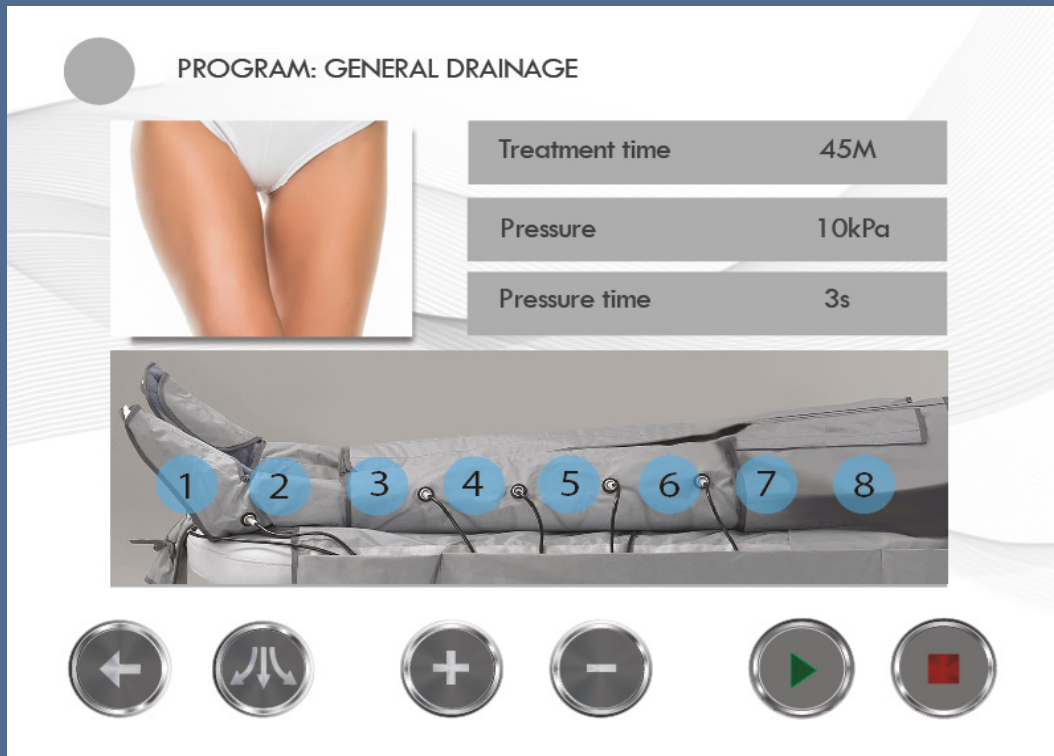 PROGRAM: GENERAL DRAINAGE
Treatment time 45M
Pressure 10kPa
Pressure time 3s
1 2 3 4 5 6 7 8